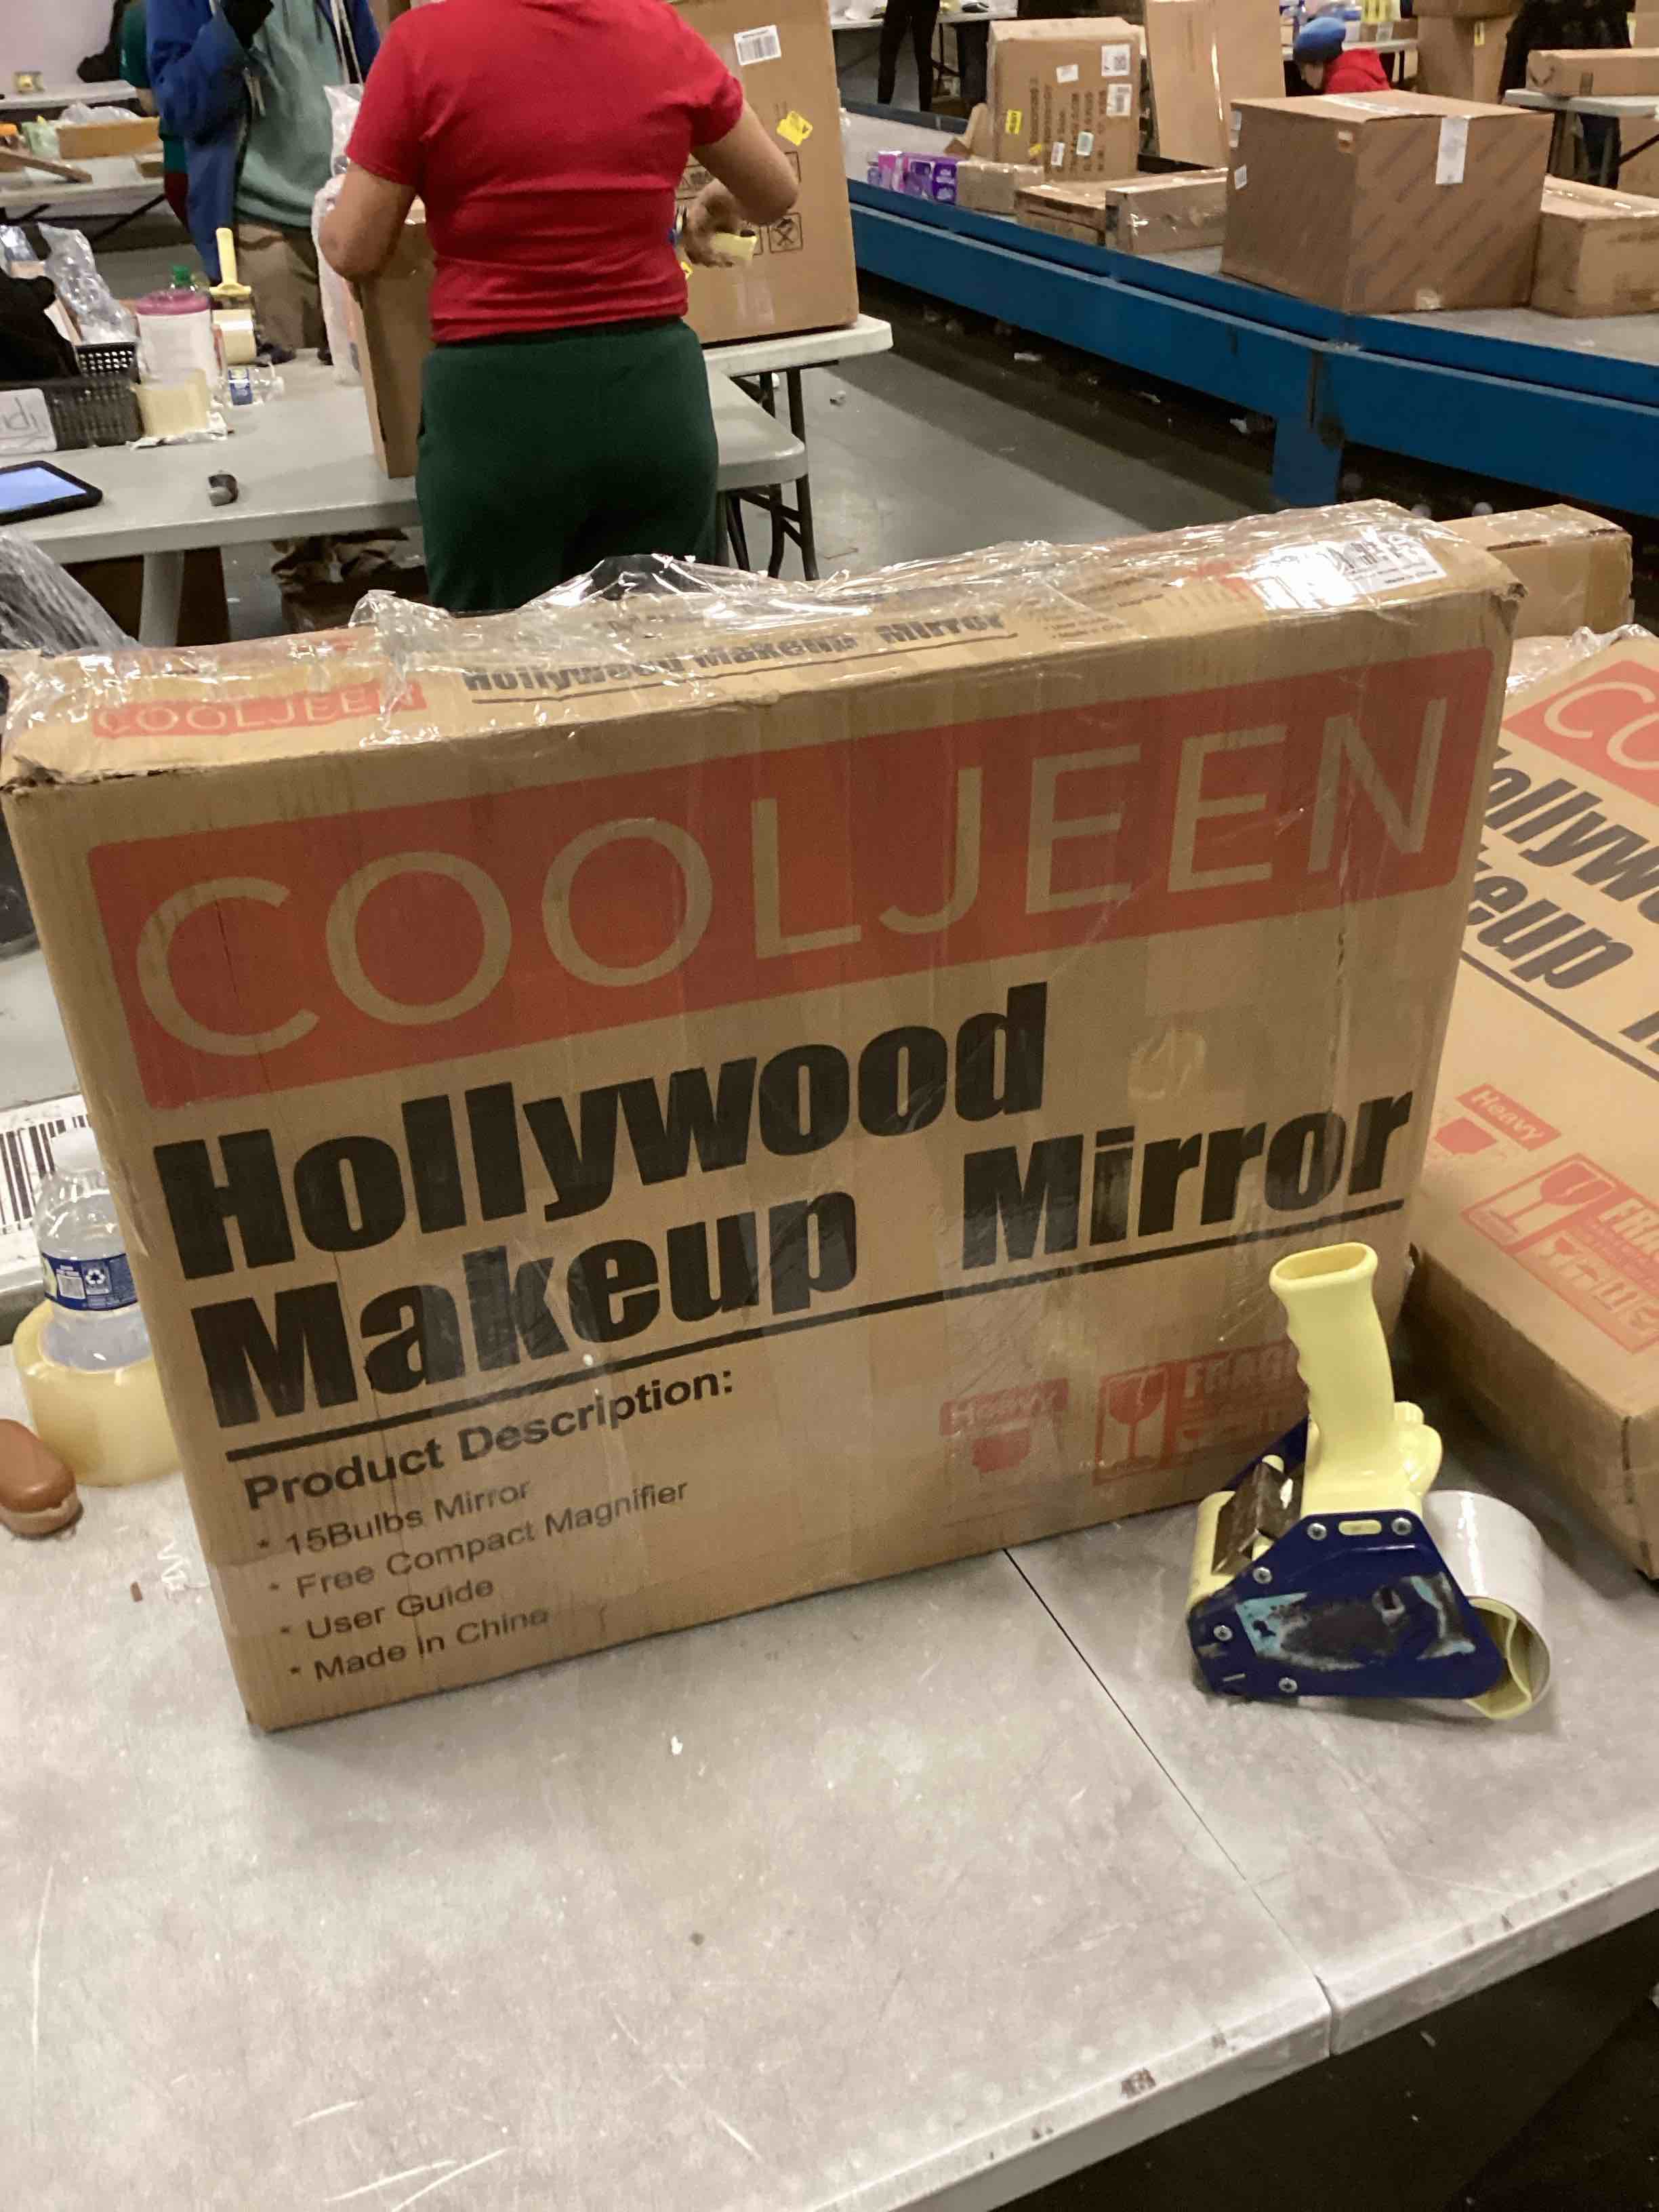 COOLJEEN
Hollywood Makeup Mirror
COOLJEEN
Hollywood
Makeup Mirror
Product Description:
* 15Bulbs Mirror
* Free Compact Magnifier
* User Guide
* Made in China
Heavy
Heavy